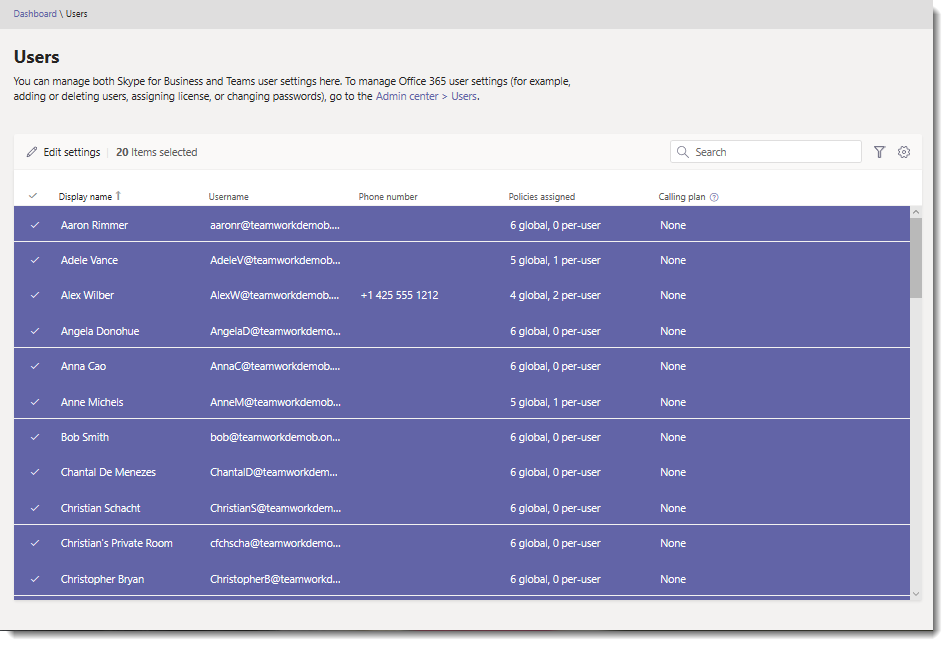 Dashboard \ Users
Users
You can manage both Skype for Business and Teams user settings here. To manage Office 365 user settings (for example,
adding or deleting users, assigning license, or changing passwords), go to the Admin center > Users.
Edit settings | 20 Items selected Search
Display name ↑ Username Phone number Policies assigned Calling plan ?
Aaron Rimmer aaronr@teamworkdemob.... 6 global, 0 per-user None
Adele Vance AdeleV@teamworkdemob... 5 global, 1 per-user None
Alex Wilber AlexW@teamworkdemob.... +1 425 555 1212 4 global, 2 per-user None
Angela Donohue AngelaD@teamworkdemo... 6 global, 0 per-user None
Anna Cao AnnaC@teamworkdemob.... 6 global, 0 per-user None
Anne Michels AnneM@teamworkdemob... 5 global, 1 per-user None
Bob Smith bob@teamworkdemob.on... 6 global, 0 per-user None
Chantal De Menezes ChantalD@teamworkdem... 6 global, 0 per-user None
Christian Schacht ChristianS@teamworkdem... 6 global, 0 per-user None
Christian's Private Room cfchscha@teamworkdemo... 6 global, 0 per-user None
Christopher Bryan ChristopherB@teamworkd... 6 global, 0 per-user None